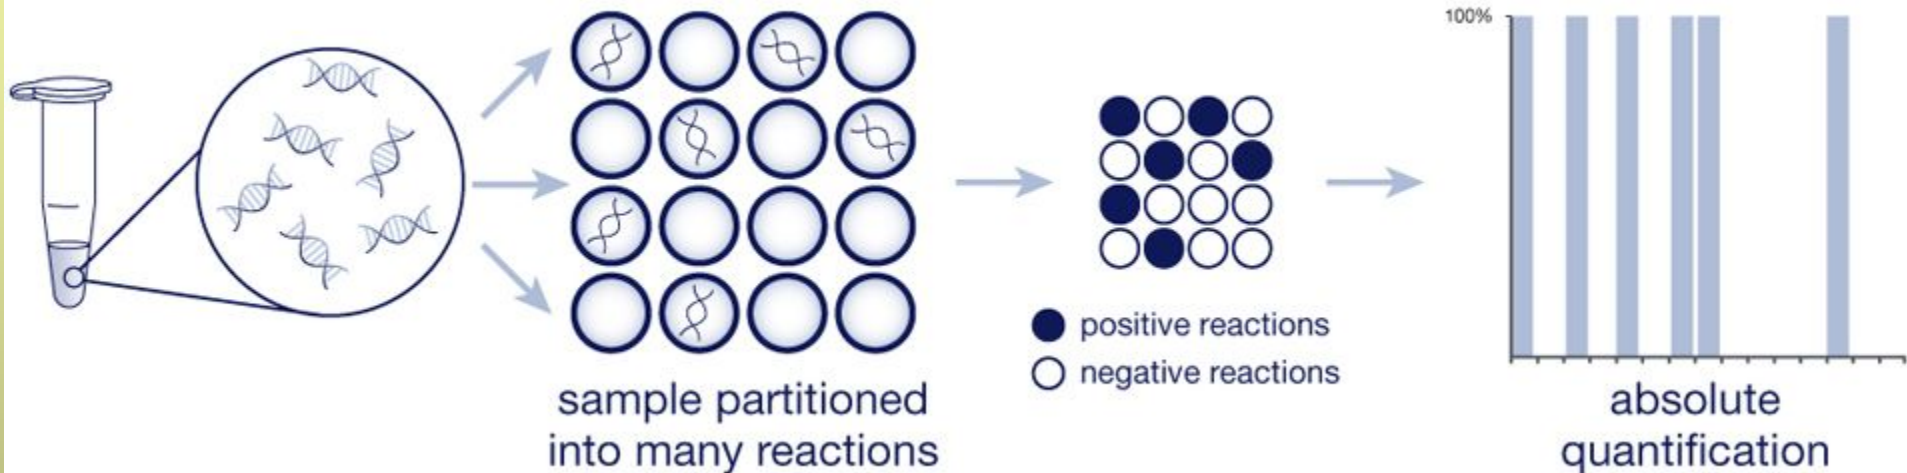 sample partitioned
into many reactions
positive reactions
negative reactions
100%
absolute
quantification